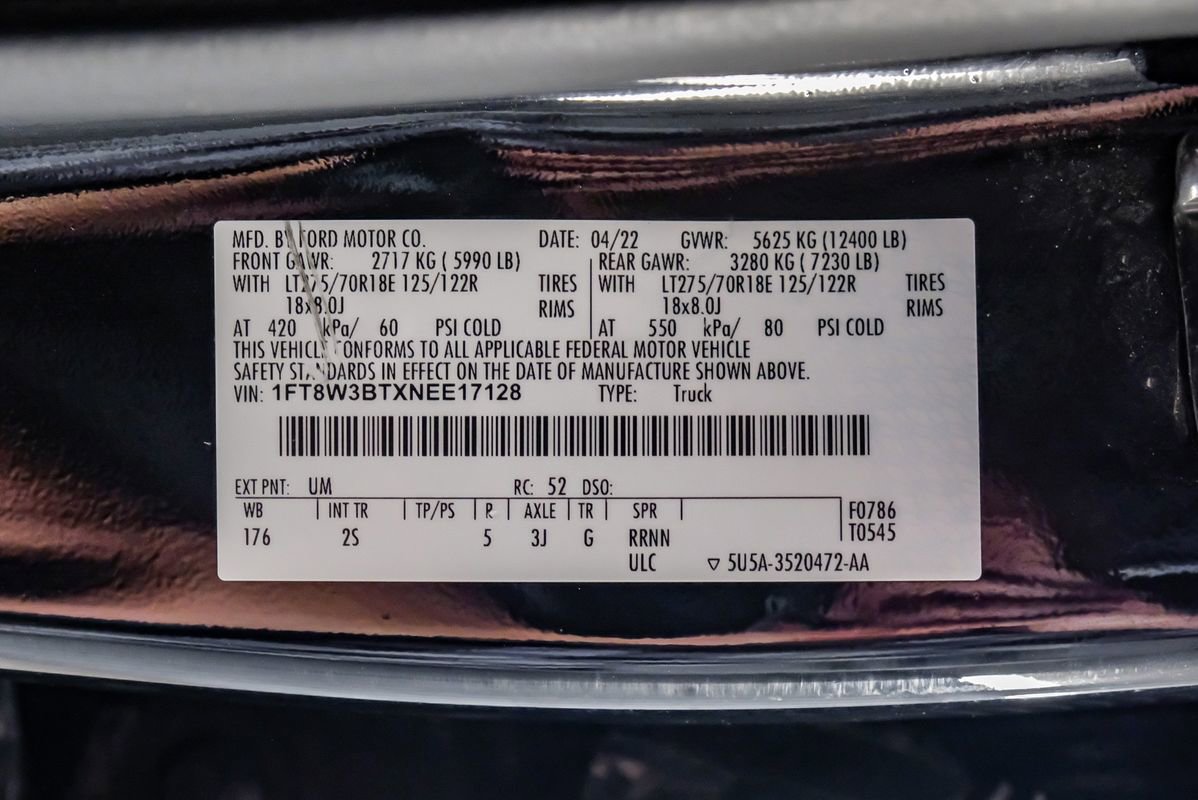 MFD. BY FORD MOTOR CO. DATE: 04/22 GVWR: 5625 KG (12400 LB)
FRONT GAWR: 2717 KG ( 5990 LB) REAR GAWR: 3280 KG ( 7230 LB)
WITH LT275/70R18E 125/122R TIRES WITH LT275/70R18E 125/122R TIRES
18x8.0J RIMS 18x8.0J RIMS
AT 420 kPa/ 60 PSI COLD AT 550 kPa/ 80 PSI COLD
THIS VEHICLE CONFORMS TO ALL APPLICABLE FEDERAL MOTOR VEHICLE
SAFETY STANDARDS IN EFFECT ON THE DATE OF MANUFACTURE SHOWN ABOVE.
VIN: 1FT8W3BTXNEE17128 TYPE: Truck
EXT PNT: UM RC: 52 DSO:
WB INT TR TP/PS R AXLE TR SPR F0786
176 2S 5 3J G RRNN T0545
ULC ▽ 5U5A-3520472-AA